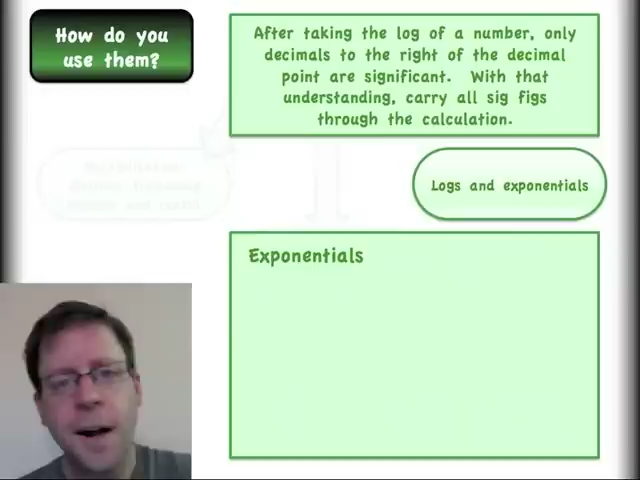 How do you
use them?
After taking the log of a number, only
decimals to the right of the decimal
point are significant. With that
understanding, carry all sig figs
through the calculation.
Logs and exponentials
Exponentials